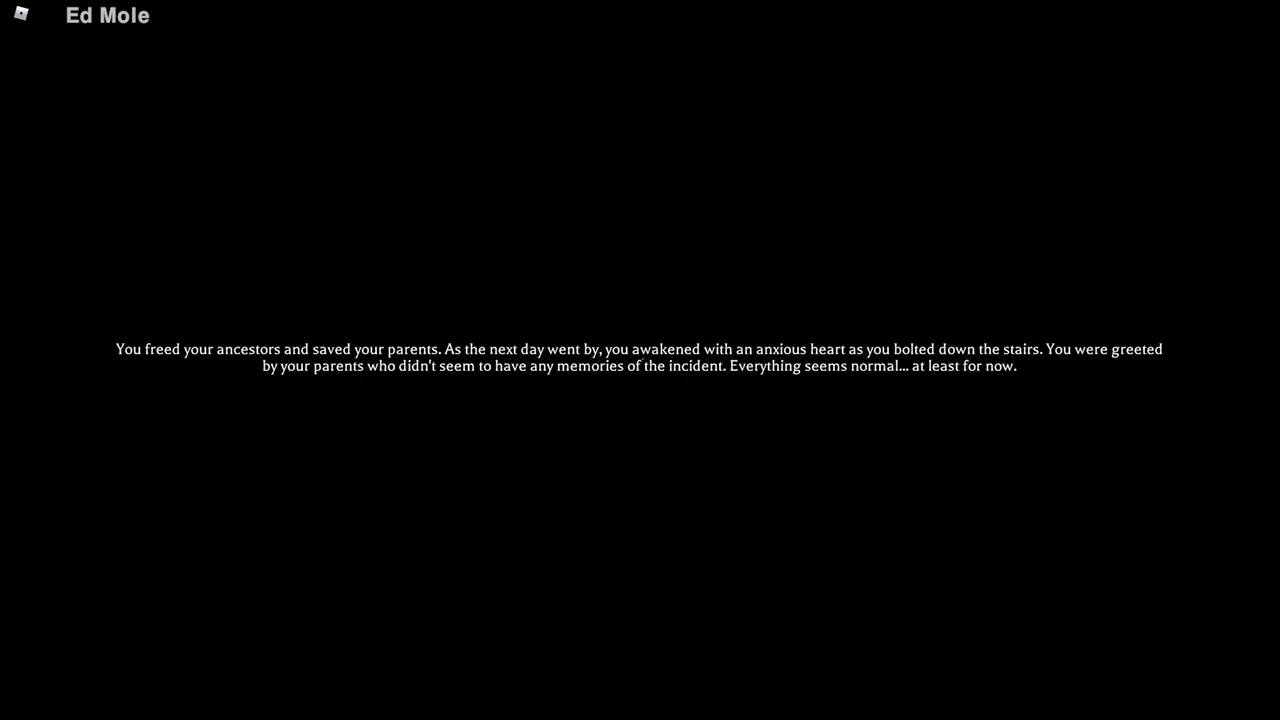 Ed Mole
You freed your ancestors and saved your parents. As the next day went by, you awakened with an anxious heart as you bolted down the stairs. You were greeted
by your parents who didn't seem to have any memories of the incident. Everything seems normal... at least for now.